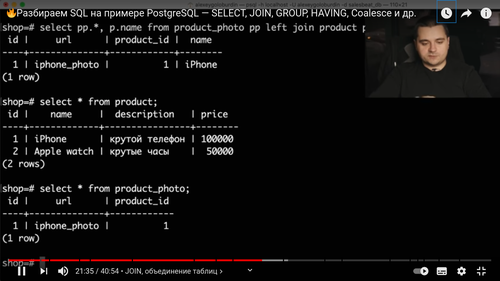 🔥Разбираем SQL на примере PostgreSQL — SELECT, JOIN, GROUP, HAVING, Coalesce и др.
shop=# select pp.*, p.name from product_photo pp left join product p
id | url | product_id | name
1 | iphone_photo | 1 | iPhone
(1 row)
shop=# select * from product;
id | name | description | price
1 | iPhone | крутой телефон | 100000
2 | Apple watch | крутые часы | 50000
(2 rows)
shop=# select * from product_photo;
id | url | product_id
1 | iphone_photo | 1
(1 row)
shop=#
21:35 / 40:54 • JOIN, объединение таблиц ›